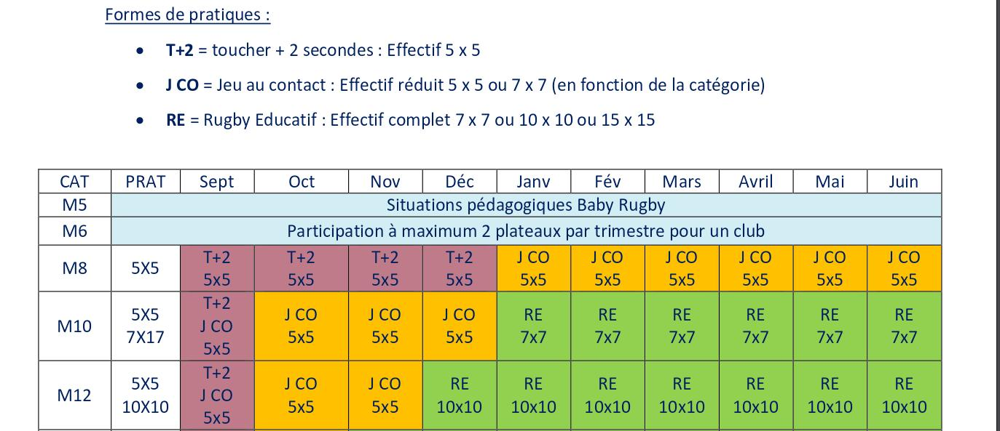 Formes de pratiques :
• T+2 = toucher + 2 secondes : Effectif 5 x 5
• J CO = Jeu au contact : Effectif réduit 5 x 5 ou 7 x 7 (en fonction de la catégorie)
• RE = Rugby Educatif : Effectif complet 7 x 7 ou 10 x 10 ou 15 x 15
CAT PRAT Sept Oct Nov Déc Janv Fév Mars Avril Mai Juin
M5 Situations pédagogiques Baby Rugby
M6 Participation à maximum 2 plateaux par trimestre pour un club
T+2 T+2 T+2 T+2 J CO J CO J CO J CO J CO J CO
M8 5X5
5x5 5x5 5x5 5x5 5x5 5x5 5x5 5x5 5x5 5x5
T+2
5X5 J CO J CO J CO RE RE RE RE RE RE
M10 J CO
7X17 5x5 5x5 5x5 7x7 7x7 7x7 7x7 7x7 7x7
5x5
T+2
5X5 J CO J CO RE RE RE RE RE RE RE
M12 J CO
10X10 5x5 5x5 10x10 10x10 10x10 10x10 10x10 10x10 10x10
5x5